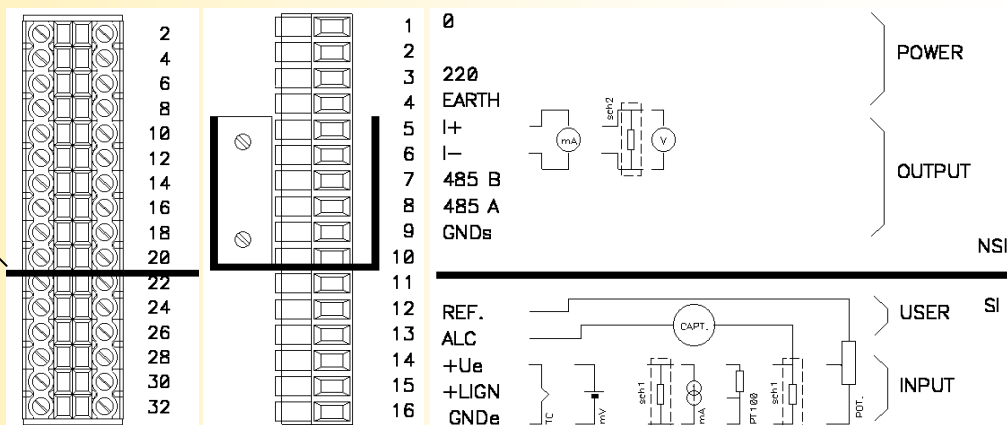 2
4
6
8
10
12
14
16
18
20
22
24
26
28
30
32
1
2
3
4
5
6
7
8
9
10
11
12
13
14
15
16
0
220
EARTH
I+
I-
485 B
485 A
GNDs
mA
sch2
V
POWER
OUTPUT
NSI
REF.
ALC
+Ue
+LIGN
GNDe
CAPT.
TC
mV
sch1
mA
PT100
sch1
POT.
USER
SI
INPUT